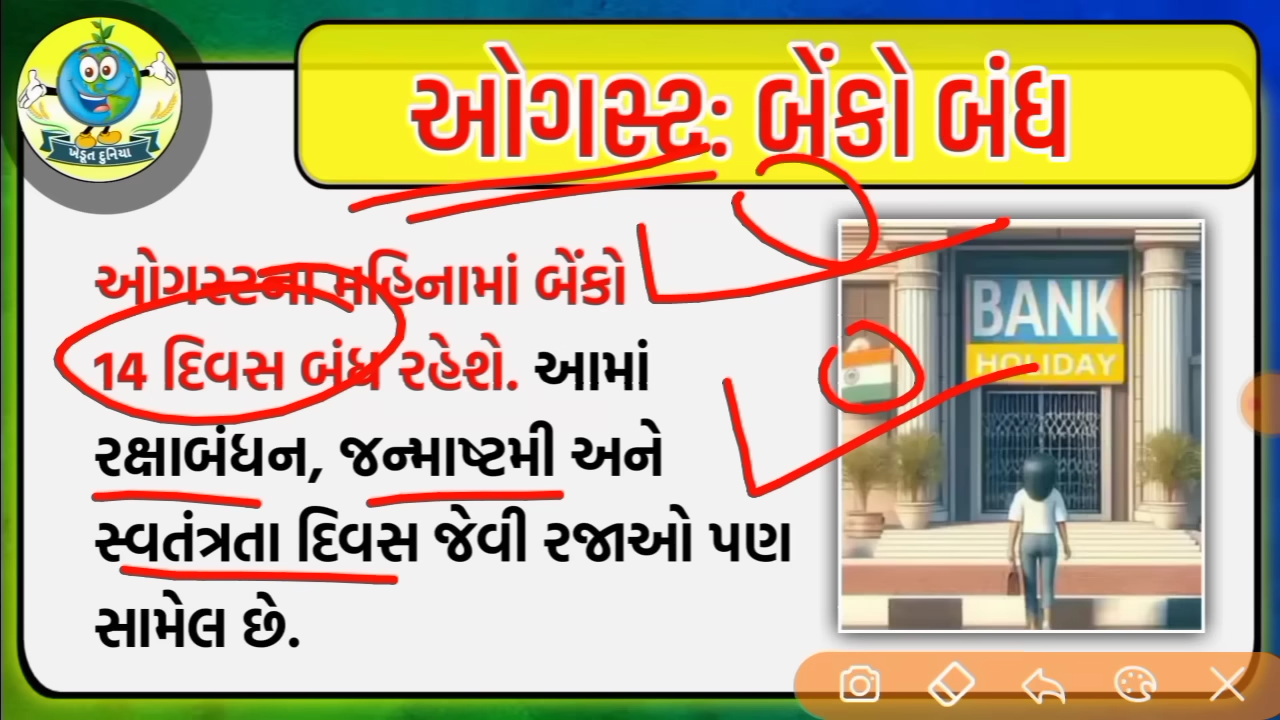 ખેડૂત દુનિયા
ઓગસ્ટ: બેંકો બંધ
ઓગસ્ટના મહિનામાં બેંકો
14 દિવસ બંધ રહેશે. આમાં
રક્ષાબંધન, જન્માષ્ટમી અને
સ્વતંત્રતા દિવસ જેવી રજાઓ પણ
સામેલ છે.
BANK
HOLIDAY